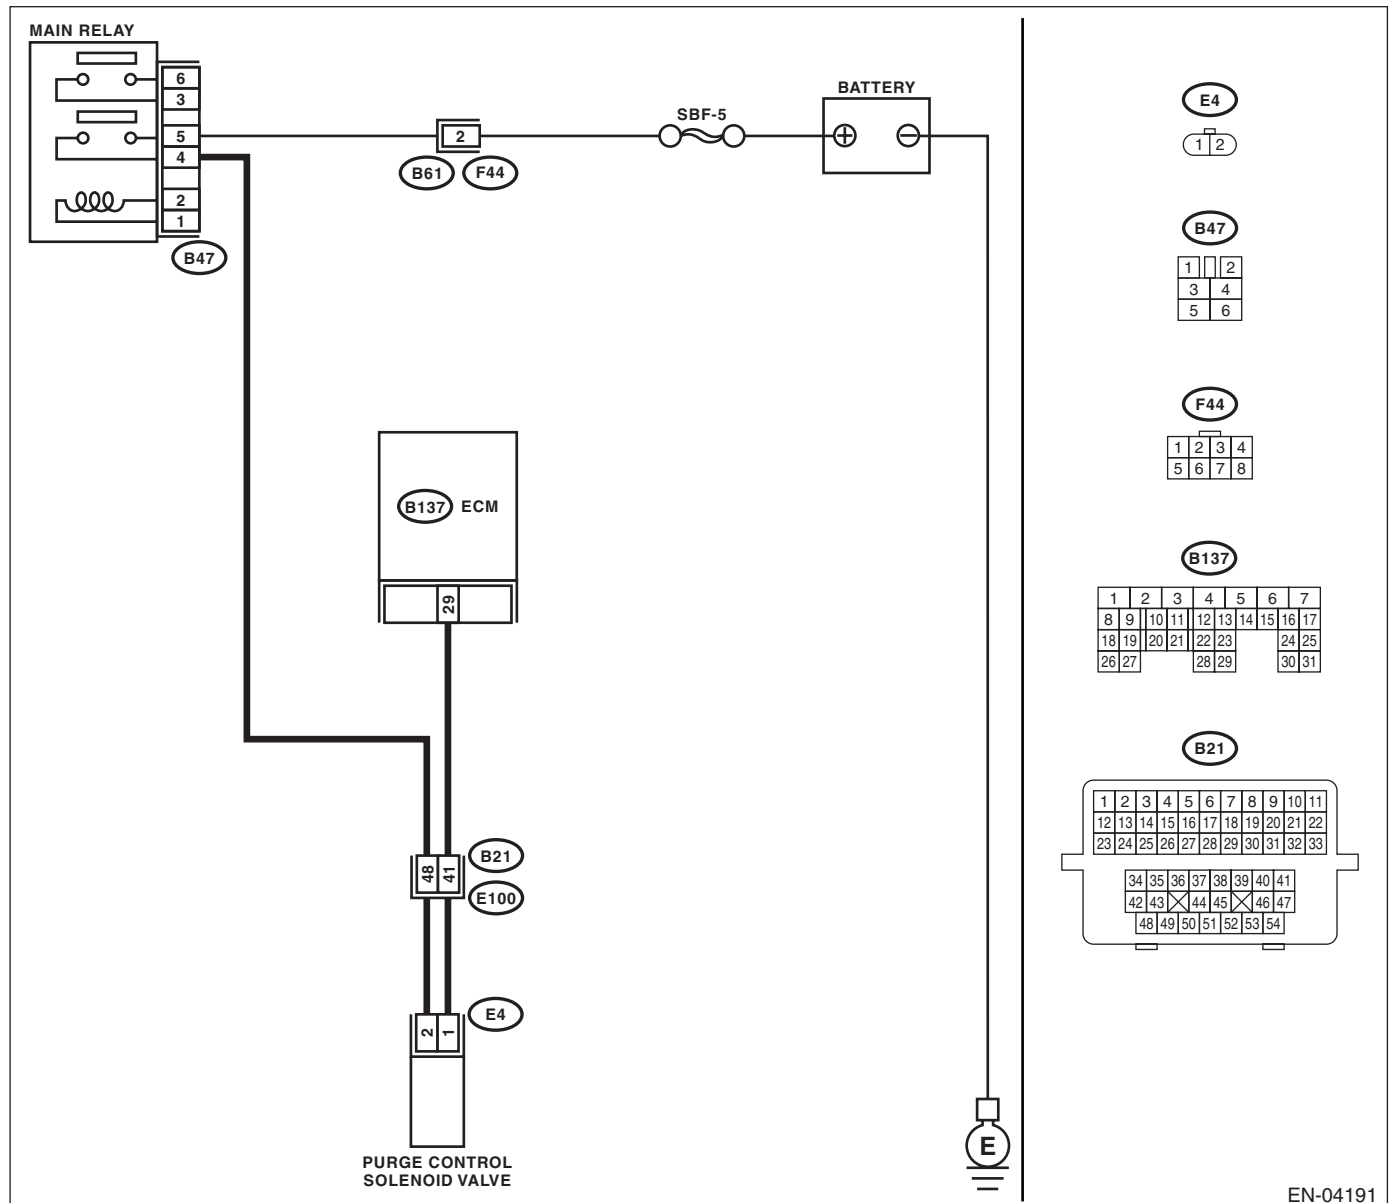 MAIN RELAY
6
3
5
4
2
1
B47
2
B61 F44
SBF-5
BATTERY
B137 ECM
29
48 41
B21
E100
2 1
E4
PURGE CONTROL
SOLENOID VALVE
E
E4
1 2
B47
1 2
3 4
5 6
F44
1 2 3 4
5 6 7 8
B137
1 2 3 4 5 6 7
8 9 10 11 12 13 14 15 16 17
18 19 20 21 22 23 24 25
26 27 28 29 30 31
B21
1 2 3 4 5 6 7 8 9 10 11
12 13 14 15 16 17 18 19 20 21 22
23 24 25 26 27 28 29 30 31 32 33
34 35 36 37 38 39 40 41
42 43 44 45 46 47
48 49 50 51 52 53 54
EN-04191